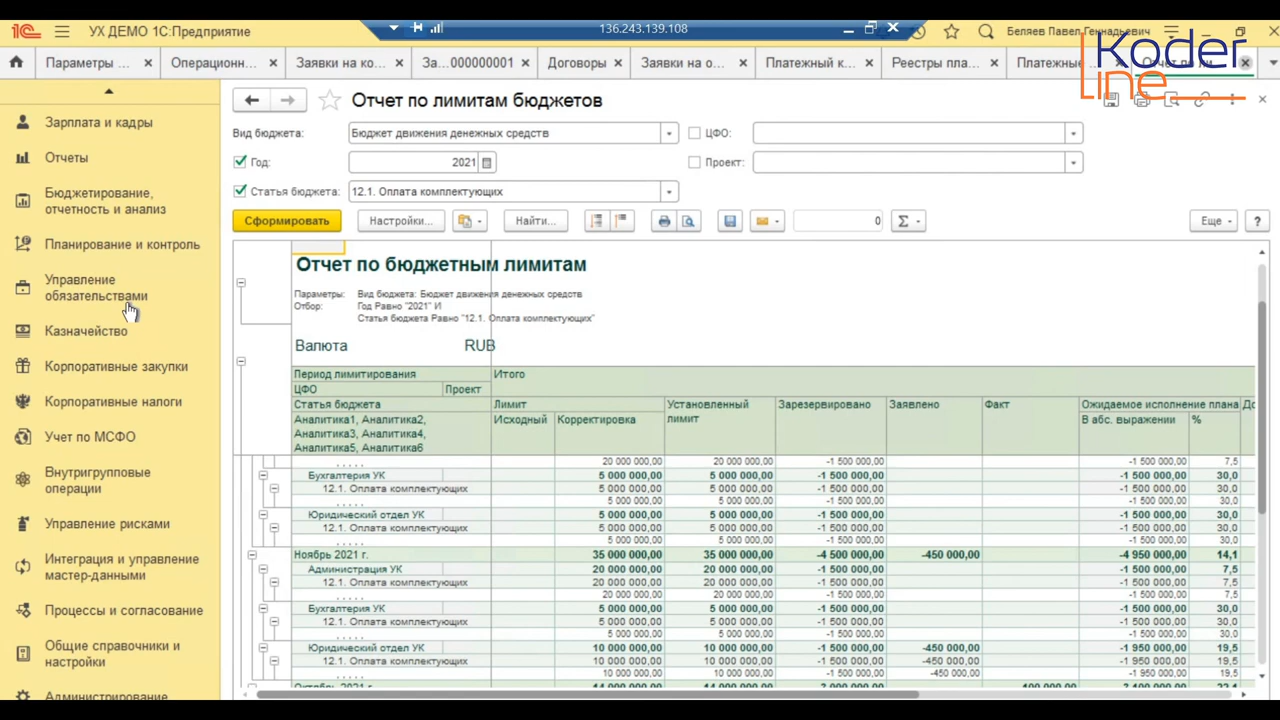 1С УХ ДЕМО 1С:Предприятие
136.243.139.108
Беляев Павел Геннадьевич
Koder
line
Параметры ...
Операционн...
Заявки на ко...
За...000000001
Договоры
Заявки на о...
Платежный к...
Реестры пла...
Платежные
Зарплата и кадры
Отчеты
Бюджетирование,
отчетность и анализ
Планирование и контроль
Управление
обязательствами
Казначейство
Корпоративные закупки
Корпоративные налоги
Учет по МСФО
Внутригрупповые
операции
Управление рисками
Интеграция и управление
мастер-данными
Процессы и согласование
Общие справочники и
настройки
Администрирование
Отчет по лимитам бюджетов
Вид бюджета: Бюджет движения денежных средств ЦФО:
Год: 2021 Проект:
Статья бюджета: 12.1. Оплата комплектующих
Сформировать Настройки... Найти... 0 Σ Еще ?
Отчет по бюджетным лимитам
Параметры: Вид бюджета: Бюджет движения денежных средств
Отбор: Год Равно "2021" И
Статья бюджета Равно "12.1. Оплата комплектующих"
Валюта RUB
Период лимитирования Итого
ЦФО Проект
Статья бюджета Лимит Установленный Зарезервировано Заявлено Факт Ожидаемое исполнение плана До
Аналитика1, Аналитика2, Исходный Корректировка лимит В абс. выражении %
Аналитика3, Аналитика4,
Аналитика5, Аналитика6
. . . . . 20 000 000,00 20 000 000,00 -1 500 000,00 -1 500 000,00 7,5
Бухгалтерия УК 5 000 000,00 5 000 000,00 -1 500 000,00 -1 500 000,00 30,0
12.1. Оплата комплектующих 5 000 000,00 5 000 000,00 -1 500 000,00 -1 500 000,00 30,0
. . . . . 5 000 000,00 5 000 000,00 -1 500 000,00 -1 500 000,00 30,0
Юридический отдел УК 5 000 000,00 5 000 000,00 -1 500 000,00 -1 500 000,00 30,0
12.1. Оплата комплектующих 5 000 000,00 5 000 000,00 -1 500 000,00 -1 500 000,00 30,0
. . . . . 5 000 000,00 5 000 000,00 -1 500 000,00 -1 500 000,00 30,0
Ноябрь 2021 г. 35 000 000,00 35 000 000,00 -4 500 000,00 -450 000,00 -4 950 000,00 14,1
Администрация УК 20 000 000,00 20 000 000,00 -1 500 000,00 -1 500 000,00 7,5
12.1. Оплата комплектующих 20 000 000,00 20 000 000,00 -1 500 000,00 -1 500 000,00 7,5
. . . . . 20 000 000,00 20 000 000,00 -1 500 000,00 -1 500 000,00 7,5
Бухгалтерия УК 5 000 000,00 5 000 000,00 -1 500 000,00 -1 500 000,00 30,0
12.1. Оплата комплектующих 5 000 000,00 5 000 000,00 -1 500 000,00 -1 500 000,00 30,0
. . . . . 5 000 000,00 5 000 000,00 -1 500 000,00 -1 500 000,00 30,0
Юридический отдел УК 10 000 000,00 10 000 000,00 -1 500 000,00 -450 000,00 -1 950 000,00 19,5
12.1. Оплата комплектующих 10 000 000,00 10 000 000,00 -1 500 000,00 -450 000,00 -1 950 000,00 19,5
. . . . . 10 000 000,00 10 000 000,00 -1 500 000,00 -450 000,00 -1 950 000,00 19,5
Октябрь 2021 г.